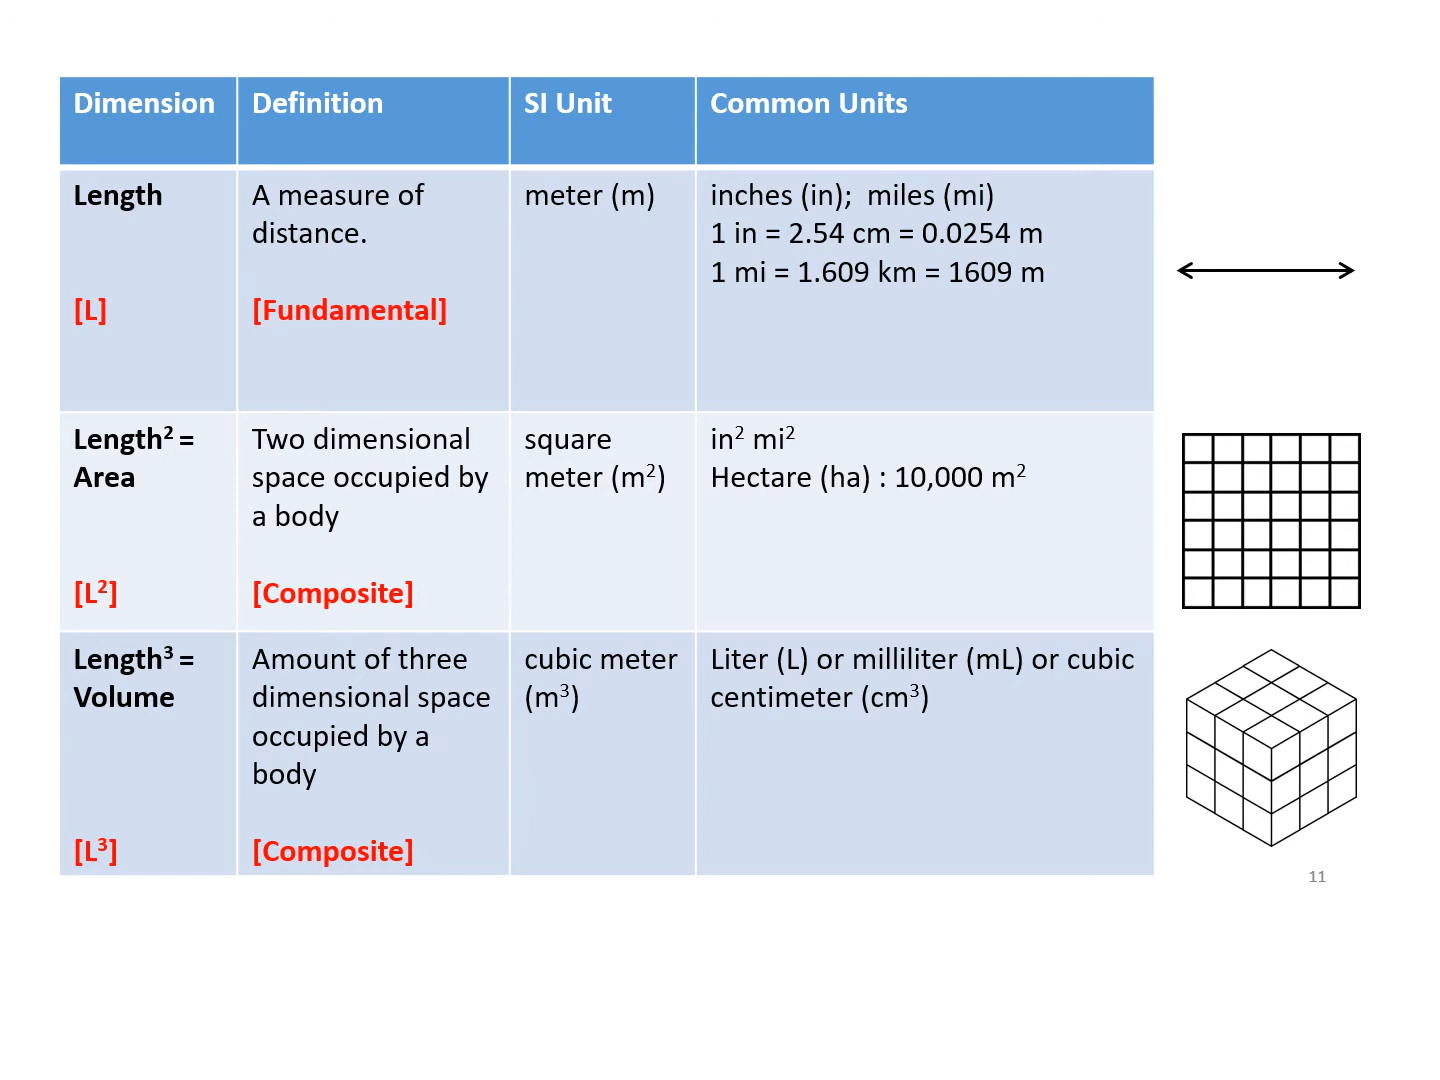 Dimension
Definition
SI Unit
Common Units
Length
[L]
A measure of
distance.
[Fundamental]
meter (m)
inches (in);  miles (mi)
1 in = 2.54 cm = 0.0254 m
1 mi = 1.609 km = 1609 m
Length² =
Area
[L²]
Two dimensional
space occupied by
a body
[Composite]
square
meter (m²)
in² mi²
Hectare (ha) : 10,000 m²
Length³ =
Volume
[L³]
Amount of three
dimensional space
occupied by a
body
[Composite]
cubic meter
(m³)
Liter (L) or milliliter (mL) or cubic
centimeter (cm³)
11